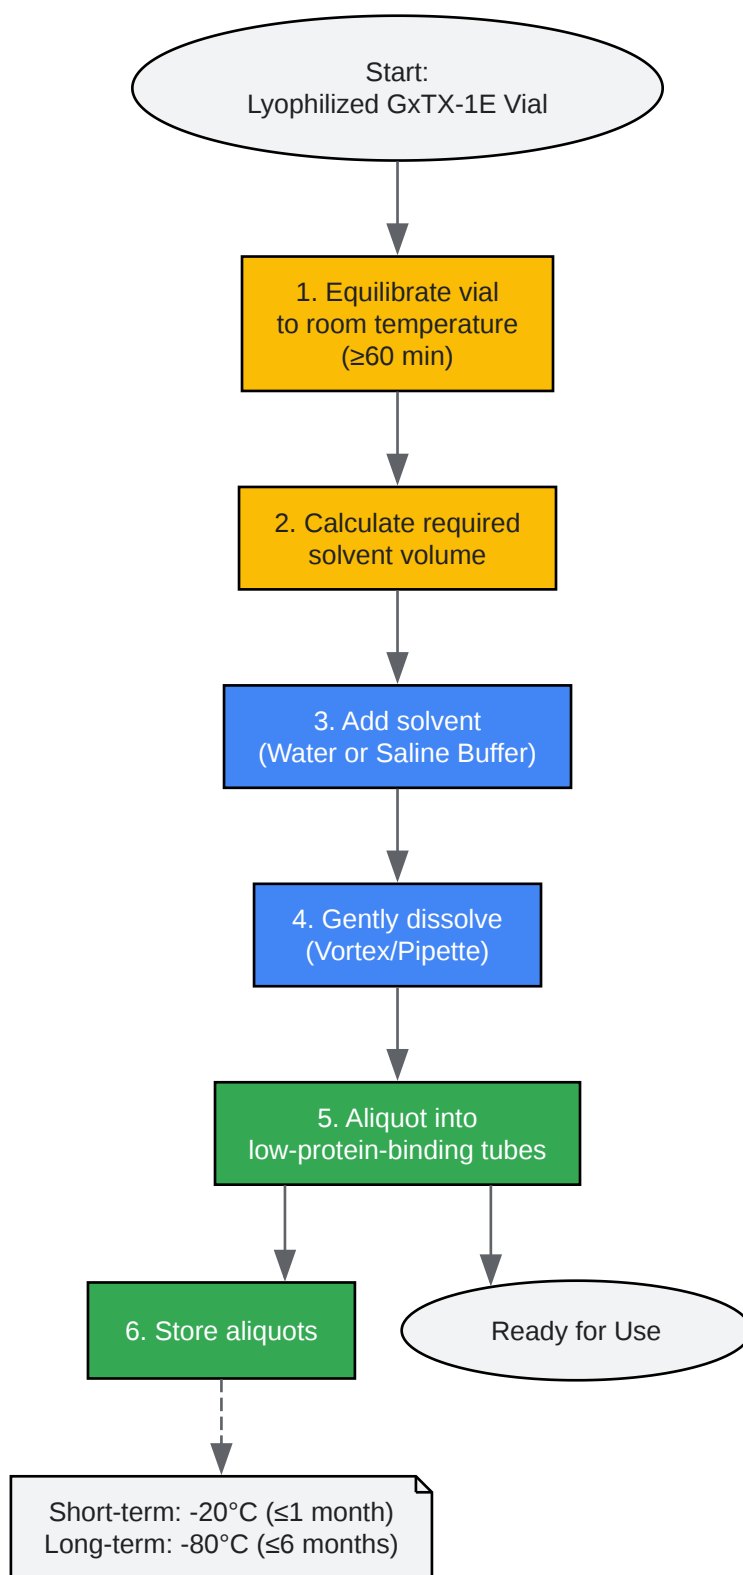 Start:
Lyophilized GxTX-1E Vial
1. Equilibrate vial
to room temperature
(≥60 min)
2. Calculate required
solvent volume
3. Add solvent
(Water or Saline Buffer)
4. Gently dissolve
(Vortex/Pipette)
5. Aliquot into
low-protein-binding tubes
6. Store aliquots
Ready for Use
Short-term: -20°C (≤1 month)
Long-term: -80°C (≤6 months)